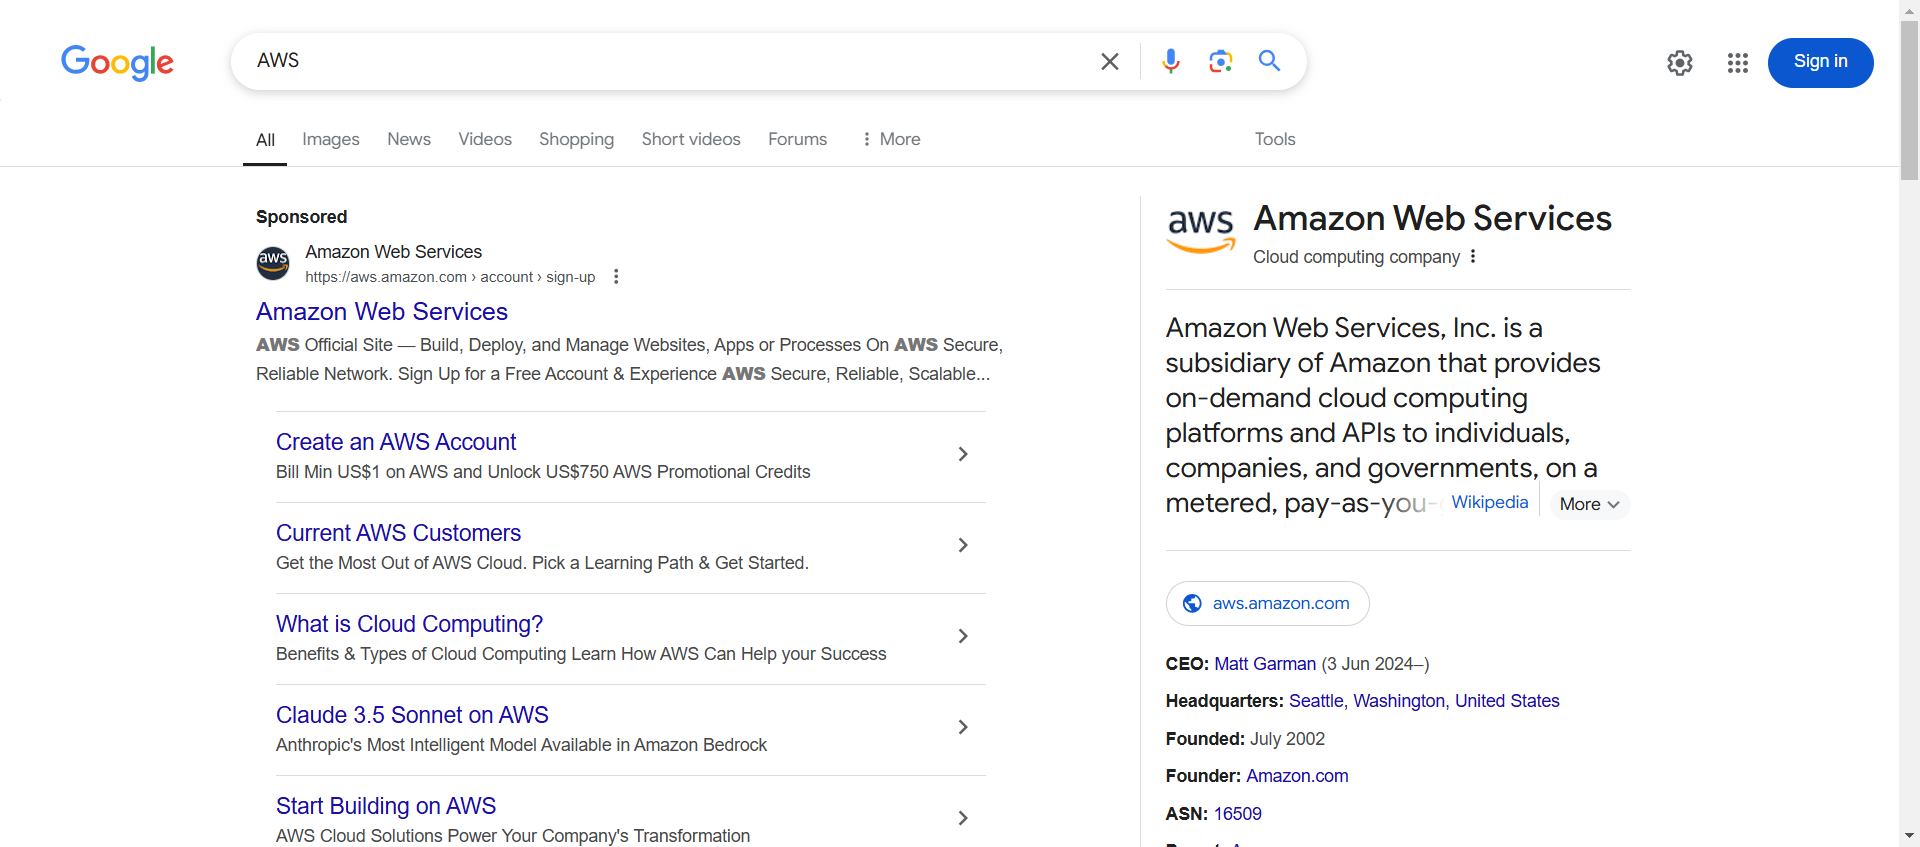 Google
AWS
Sign in
All
Images
News
Videos
Shopping
Short videos
Forums
More
Tools
Sponsored
aws
Amazon Web Services
https://aws.amazon.com › account › sign-up
Amazon Web Services
AWS Official Site — Build, Deploy, and Manage Websites, Apps or Processes On AWS Secure,
Reliable Network. Sign Up for a Free Account & Experience AWS Secure, Reliable, Scalable...
Create an AWS Account
Bill Min US$1 on AWS and Unlock US$750 AWS Promotional Credits
Current AWS Customers
Get the Most Out of AWS Cloud. Pick a Learning Path & Get Started.
What is Cloud Computing?
Benefits & Types of Cloud Computing Learn How AWS Can Help your Success
Claude 3.5 Sonnet on AWS
Anthropic's Most Intelligent Model Available in Amazon Bedrock
Start Building on AWS
AWS Cloud Solutions Power Your Company's Transformation
aws
Amazon Web Services
Cloud computing company
Amazon Web Services, Inc. is a
subsidiary of Amazon that provides
on-demand cloud computing
platforms and APIs to individuals,
companies, and governments, on a
metered, pay-as-you- Wikipedia More
aws.amazon.com
CEO: Matt Garman (3 Jun 2024–)
Headquarters: Seattle, Washington, United States
Founded: July 2002
Founder: Amazon.com
ASN: 16509